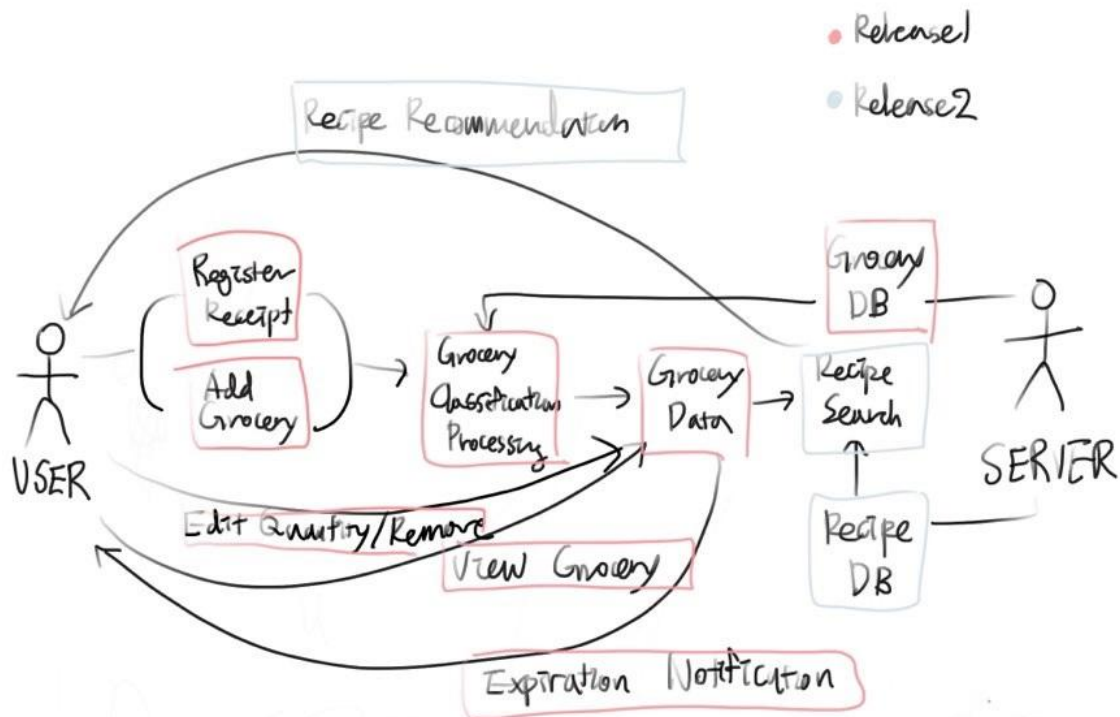 Release1
Release2
Recipe Recommendation
Register
Receipt
Add
Grocery
Grocery
Classification
Processing
Grocery
Data
Grocery
DB
Recipe
Search
Recipe
DB
USER
SERVER
Edit Quantity/Remove
View Grocery
Expiration Notification